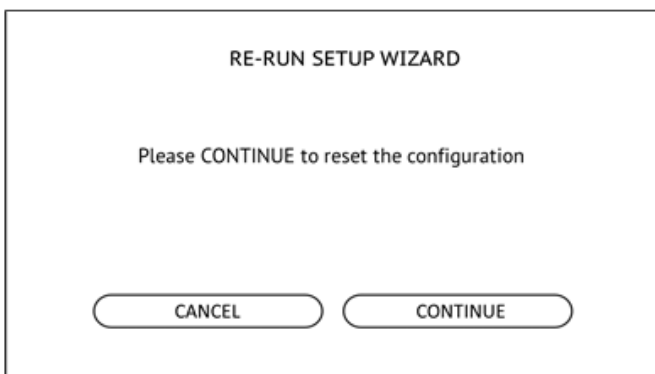 RE-RUN SETUP WIZARD
Please CONTINUE to reset the configuration
CANCEL
CONTINUE